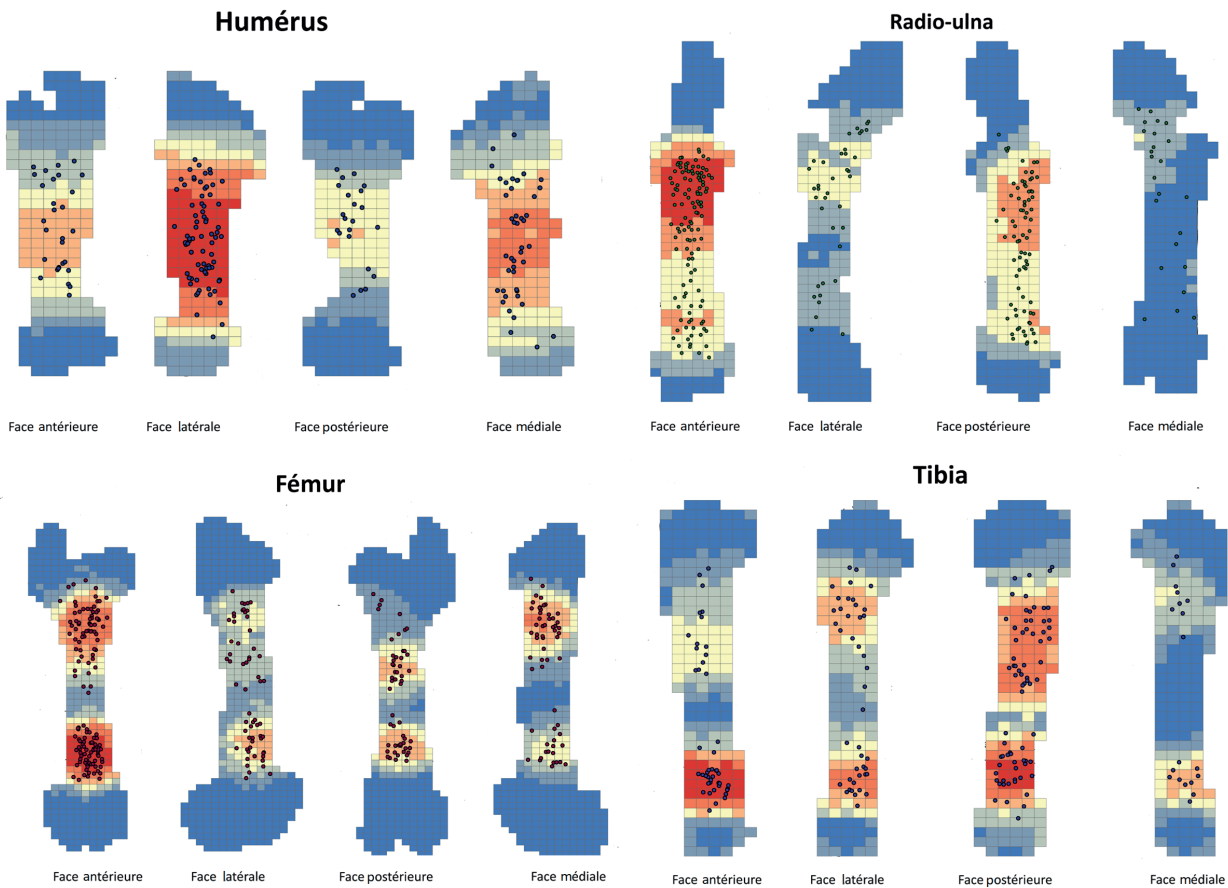 Humérus
Radio-ulna
Face antérieure
Face latérale
Face postérieure
Face médiale
Face antérieure
Face latérale
Face postérieure
Face médiale
Fémur
Tibia
Face antérieure
Face latérale
Face postérieure
Face médiale
Face antérieure
Face latérale
Face postérieure
Face médiale